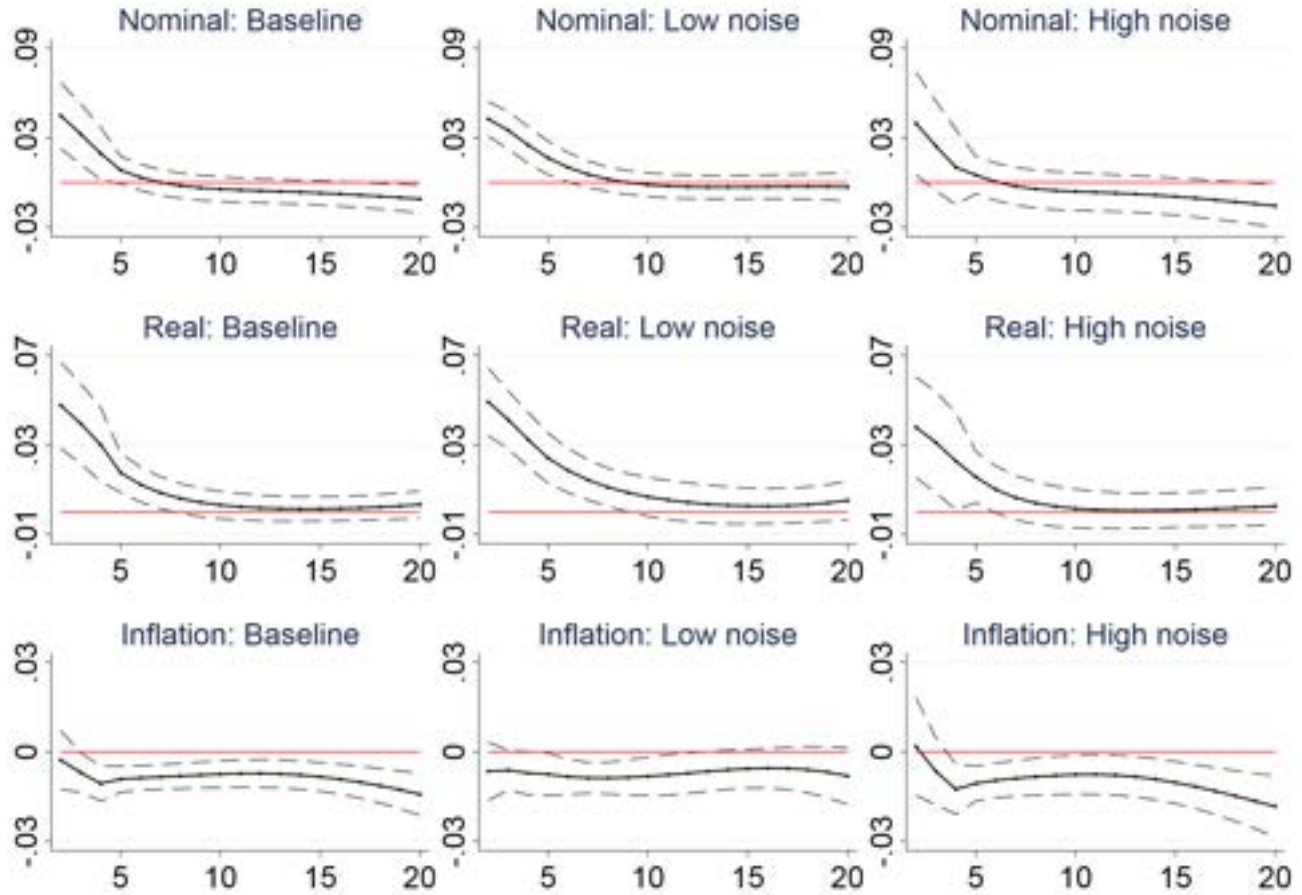 Nominal: Baseline Nominal: Low noise Nominal: High noise
.09 .09 .09
.03 .03 .03
-.03 -.03 -.03
5 10 15 20 5 10 15 20 5 10 15 20
Real: Baseline Real: Low noise Real: High noise
.07 .07 .07
.03 .03 .03
-.01 -.01 -.01
5 10 15 20 5 10 15 20 5 10 15 20
Inflation: Baseline Inflation: Low noise Inflation: High noise
.03 .03 .03
0 0 0
-.03 -.03 -.03
5 10 15 20 5 10 15 20 5 10 15 20